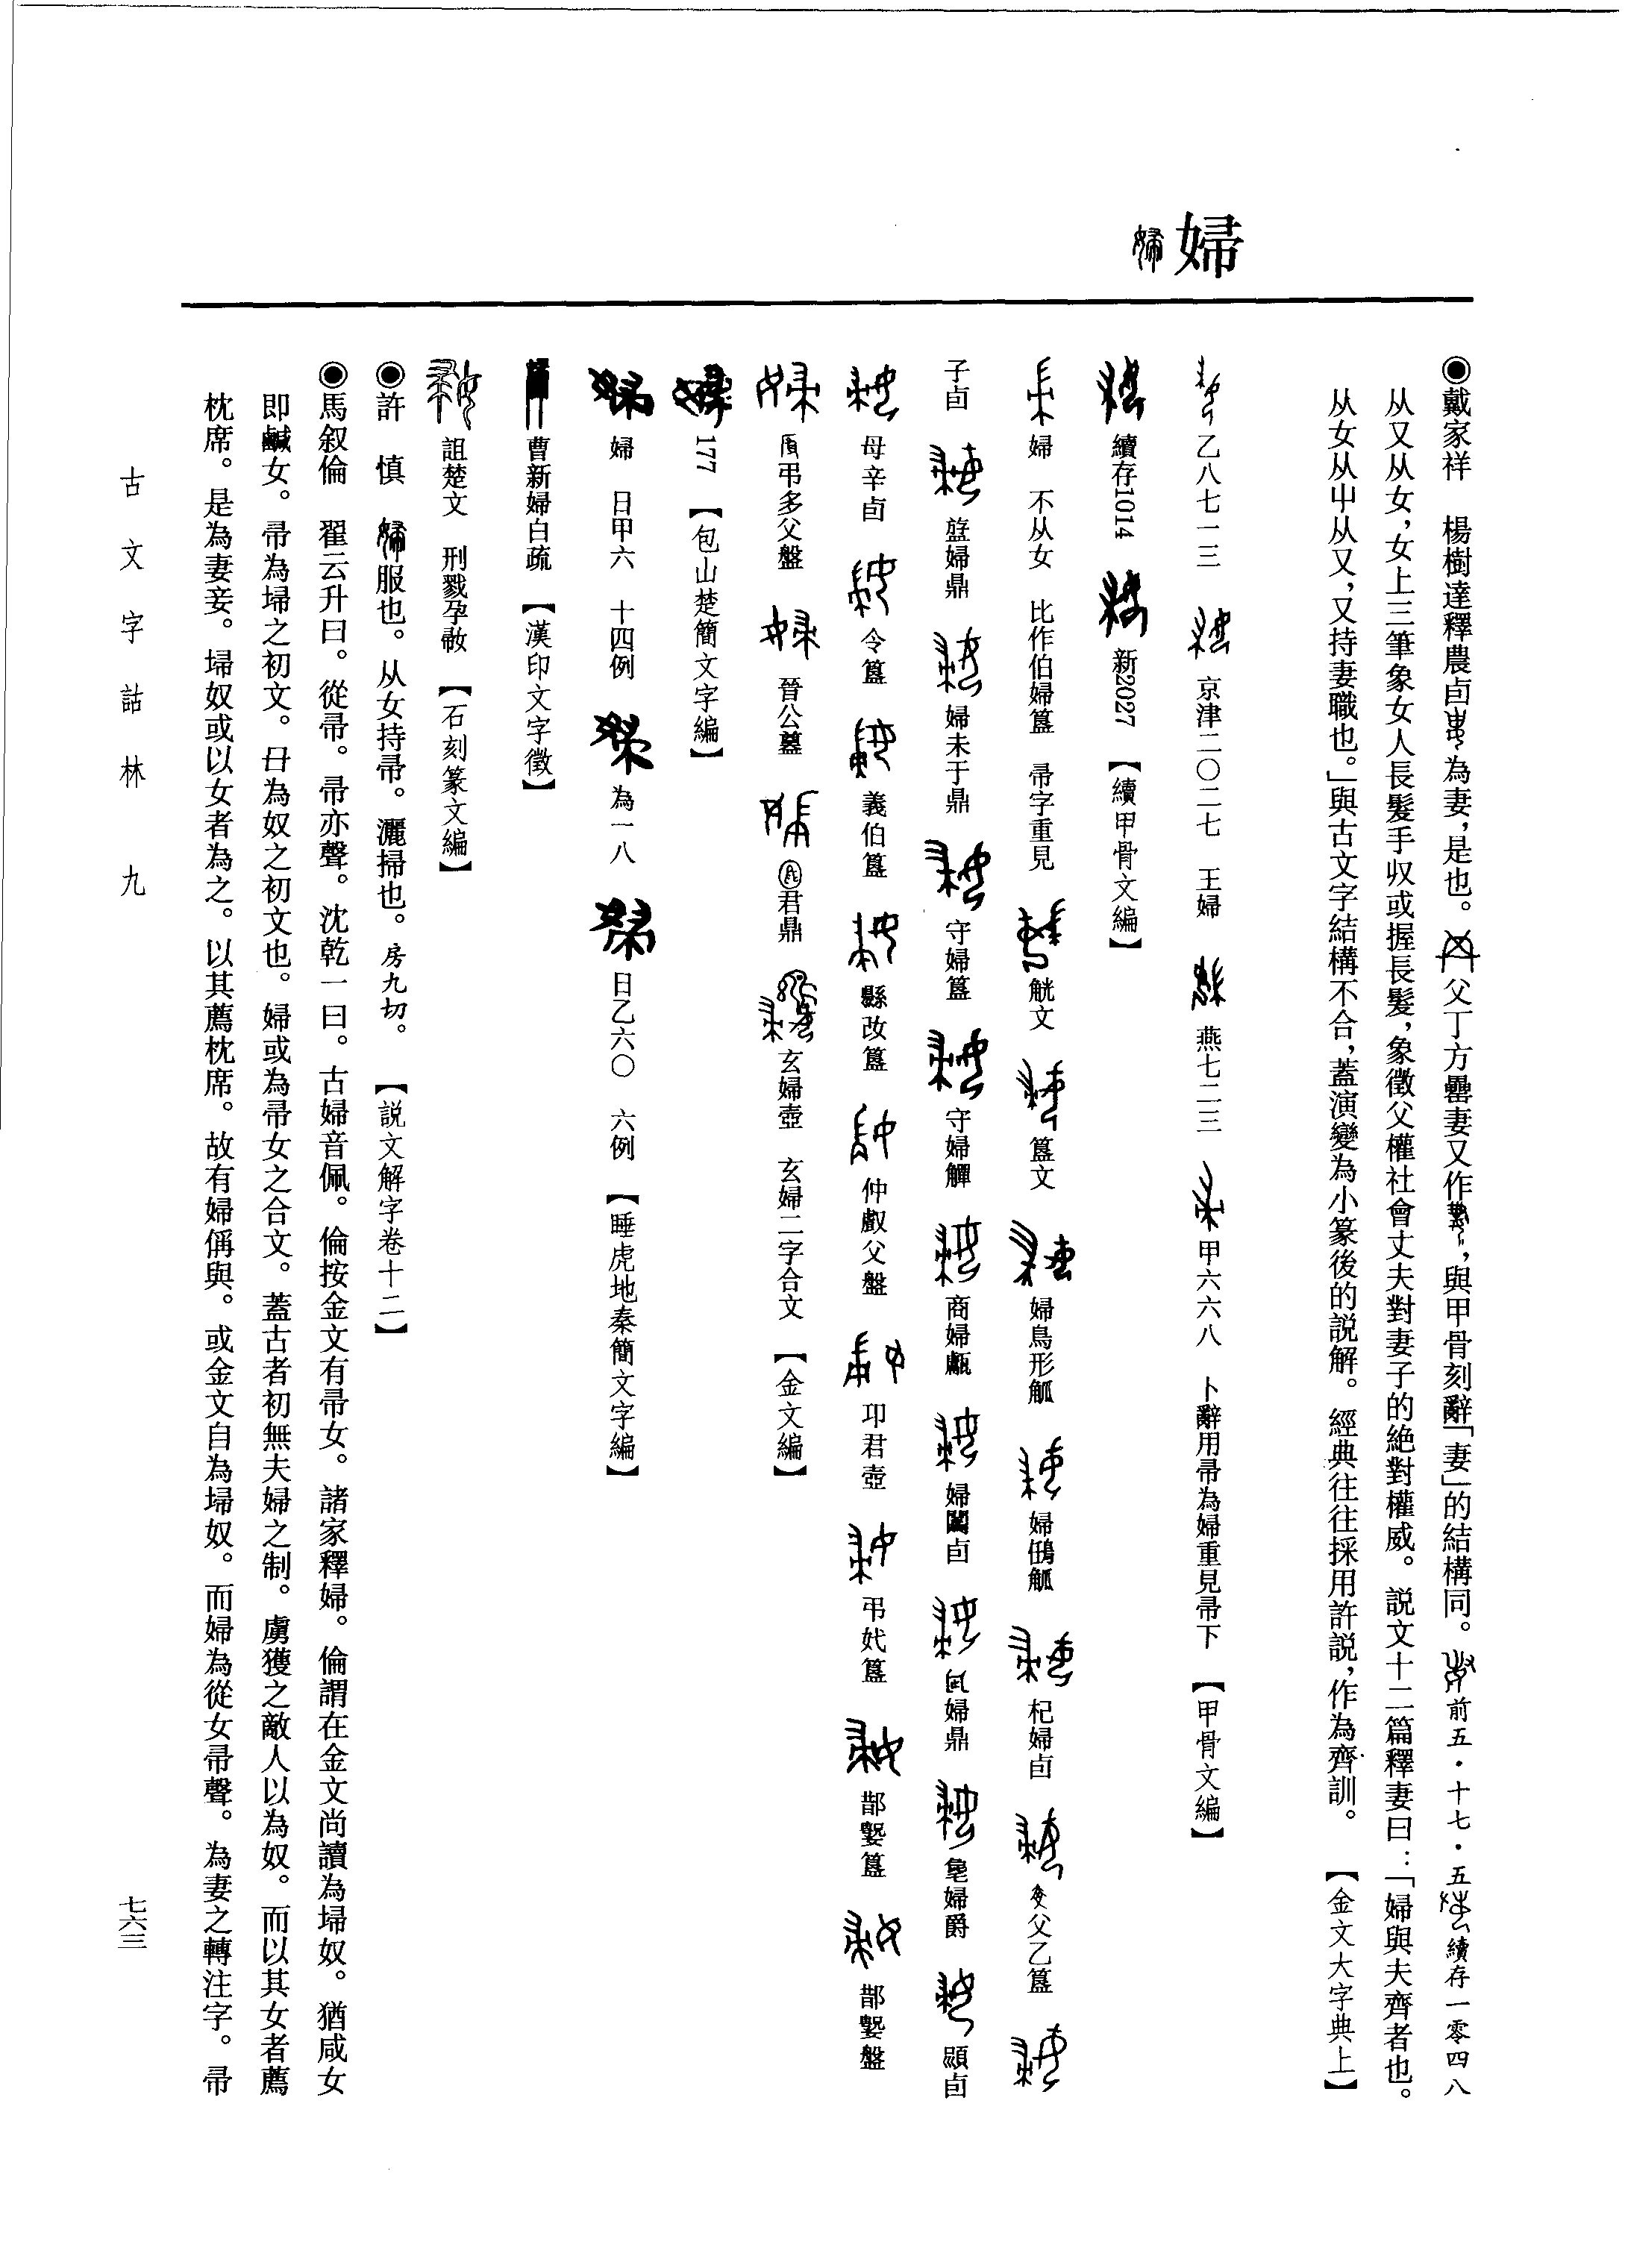 婦
◉戴家祥　楊樹達釋農卣為妻，是也。父丁方罍妻又作，與甲骨刻辭「妻」的結構同。前五·十七·五　續存一零四八
从又从女，女上三筆象女人長髮手収或握長髮，象徵父權社會丈夫對妻子的絶對權威。説文十二篇釋妻曰：「婦與夫齊者也。
从女从屮从又，又持妻職也。」與古文字結構不合，蓋演變為小篆後的説解。經典往往採用許説，作為齊訓。【金文大字典上】
乙八七一三　京津二〇二七　王婦　燕七二三　甲六六八　卜辭用帚為婦重見帚下　【甲骨文編】
續存1014　新2027　【續甲骨文編】
婦　不从女　比作伯婦簋　帚字重見　觥文　簋文　婦鳥形觚　婦鴋觚　杞婦卣　父乙簋
子卣　婦鼎　婦未于鼎　守婦簋　守婦觶　商婦甗　婦闔卣　婦鼎　婦爵　顕卣
母辛卣　令簋　義伯簋　縣改簋　仲𠭯父盤　卭君壺　弔簋　鄁簋　鄁盤
弔多父盤　晉公　君鼎　玄婦壺　玄婦二字合文　【金文編】
177　【包山楚簡文字編】
婦　日甲六　十四例　為一八　日乙六〇　六例　【睡虎地秦簡文字編】
曹新婦白疏　【漢印文字徵】
詛楚文　刑戮孕　【石刻篆文編】
◉許　慎　服也。从女持帚。灑掃也。房九切。　【説文解字卷十二】
◉馬叙倫　翟云升曰。從帚。帚亦聲。沈乾一曰。古婦音佩。倫按金文有帚女。諸家釋婦。倫謂在金文尚讀為埽奴。猶咸女
即鹹女。帚為埽之初文。為奴之初文也。婦或為帚女之合文。蓋古者初無夫婦之制。虜獲之敵人以為奴。而以其女者薦
枕席。是為妻妾。埽奴或以女者為之。以其薦枕席。故有婦偁與。或金文自為埽奴。而婦為從女帚聲。為妻之轉注字。帚
古文字詁林　九
七六三